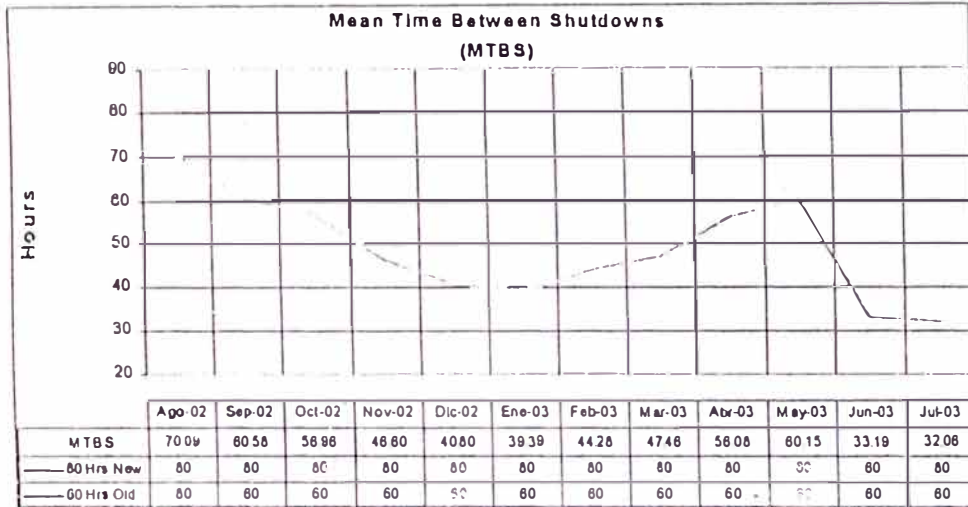 Mean Time Between Shutdowns
(MTBS)
90
80
70
60
50
40
30
20
Hours
Ago-02 Sep-02 Oct-02 Nov-02 Dic-02 Ene-03 Feb-03 Mar-03 Abr-03 May-03 Jun-03 Jul-03
MTBS 70.09 60.58 56.96 46.60 40.80 39.39 44.28 47.46 56.08 60.15 33.19 32.06
80 Hrs New 80 80 80 80 80 80 80 80 80 80 80
60 Hrs Old 60 60 60 60 60 60 60 60 60 60